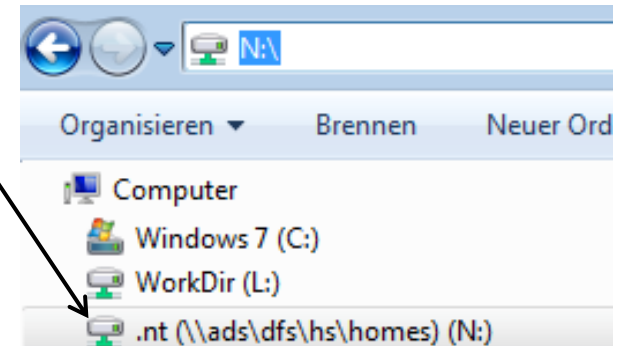 N:\
Organisieren Brennen Neuer Ord
Computer
Windows 7 (C:)
WorkDir (L:)
.nt (\\ads\dfs\hs\homes) (N:)